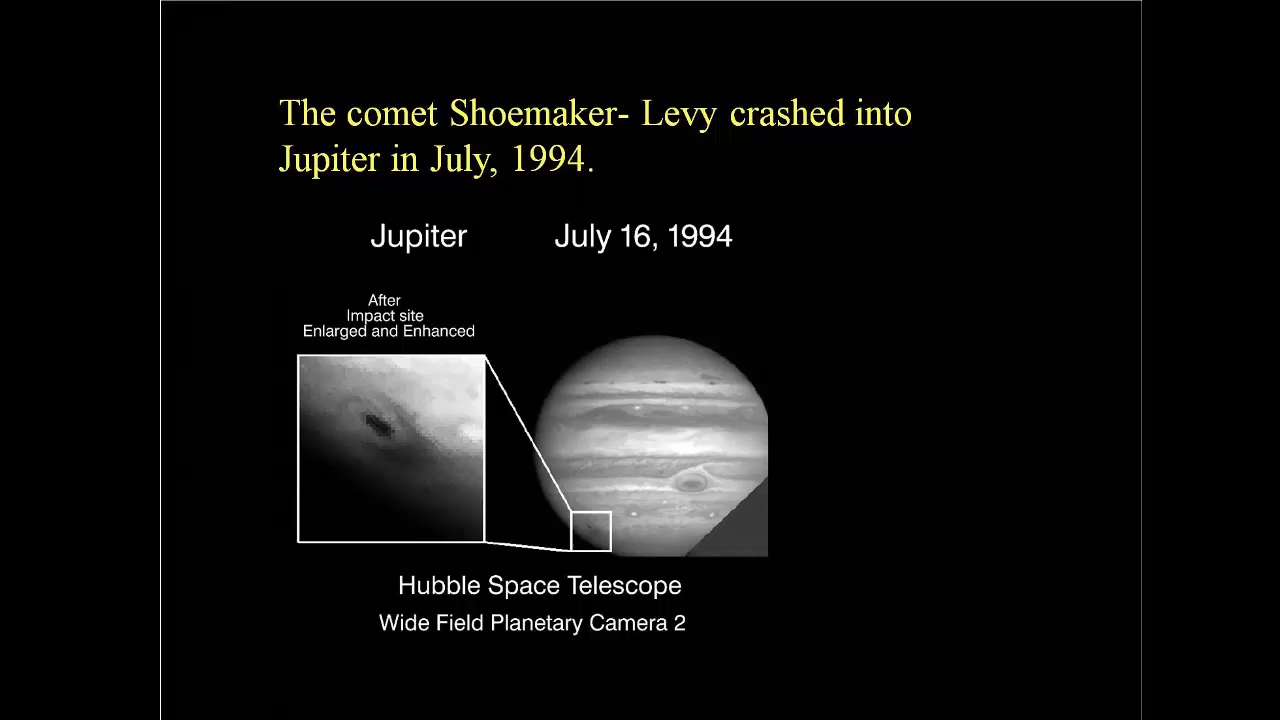 The comet Shoemaker- Levy crashed into
Jupiter in July, 1994.
Jupiter July 16, 1994
After
Impact site
Enlarged and Enhanced
Hubble Space Telescope
Wide Field Planetary Camera 2